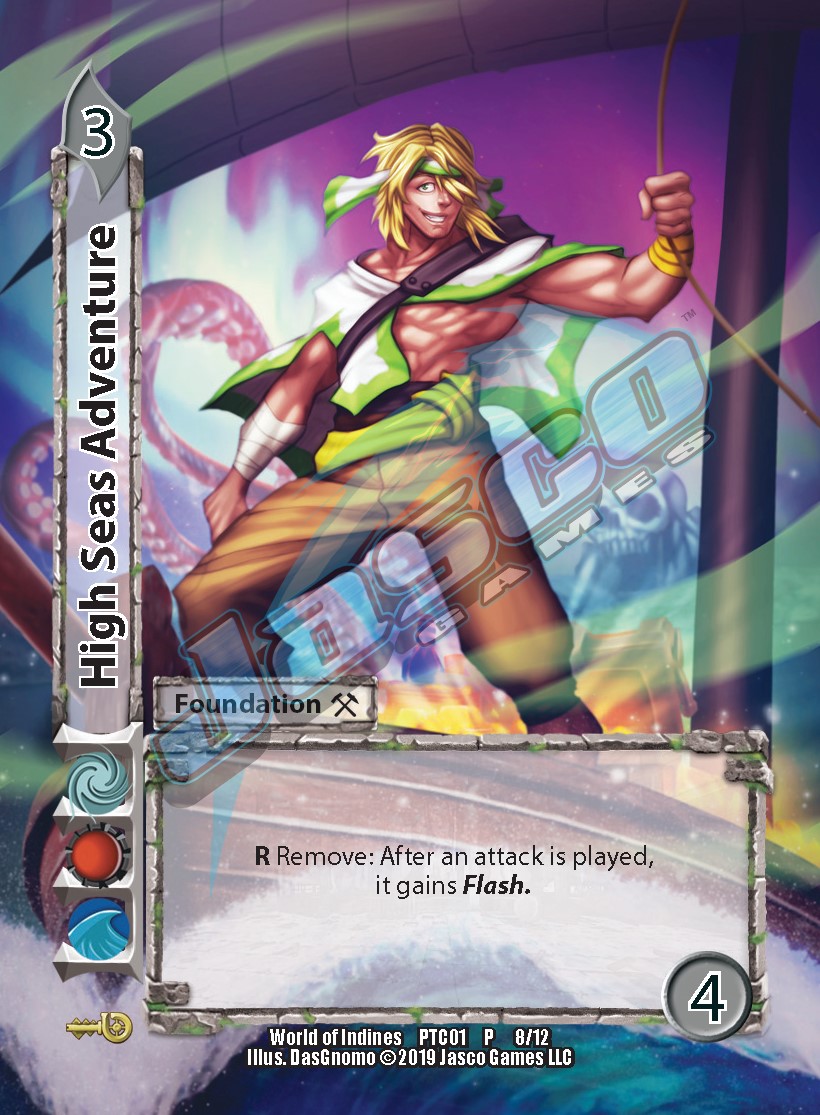 3
High Seas Adventure
TM
JASCO
GAMES
Foundation
R Remove: After an attack is played,
it gains Flash.
4
World of Indines PTC01 P 8/12
Illus. DasGnomo ©2019 Jasco Games LLC